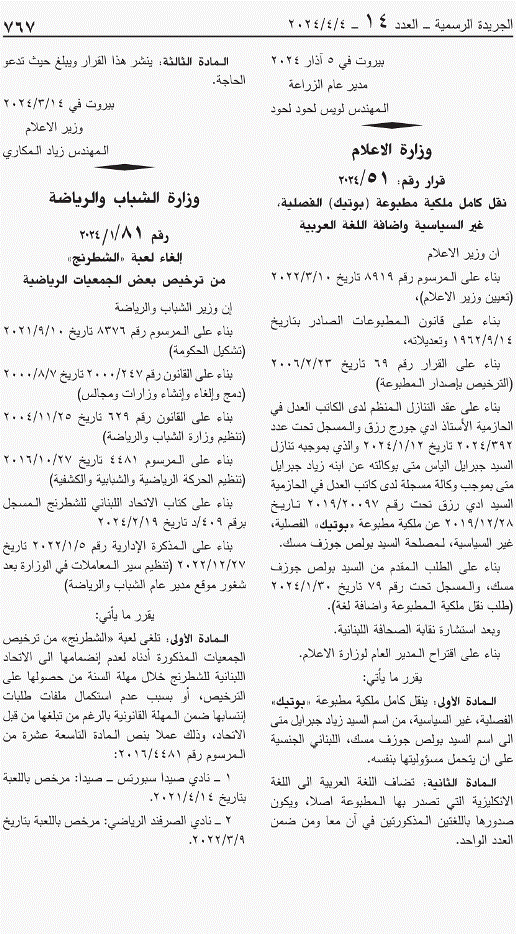 الجريدة الرسمية ــ العدد ١٤ ــ ٢٠٢٤/٤/٤
٧٦٧
بيروت في ٥ آذار ٢٠٢٤
مدير عام الزراعة
المهندس لويس لحود لحود
وزارة الاعلام
قرار رقم: ٢٠٢٤/٥١
نقل كامل ملكية مطبوعة (بوتيك) الفصلية،
غير السياسية واضافة اللغة العربية
ان وزير الاعلام
بناء على المرسوم رقم ٨٩١٩ تاريخ ٢٠٢٢/٣/١٠
(تعيين وزير الاعلام)،
بناء على قانون المطبوعات الصادر بتاريخ
١٩٦٢/٩/١٤ وتعديلاته،
بناء على القرار رقم ٦٩ تاريخ ٢٠٠٦/٢/٢٣
(الترخيص بإصدار المطبوعة)
بناء على عقد التنازل المنظم لدى الكاتب العدل في
الحازمية الأستاذ ادي جورج رزق والمسجل تحت عدد
٢٠٢٤/٣٩٢ تاريخ ٢٠٢٤/١/١٢ والذي بموجبه تنازل
السيد جبرايل الياس متى بوكالته عن ابنه زياد جبرايل
متى بموجب وكالة مسجلة لدى كاتب العدل في الحازمية
السيد ادي رزق تحت رقم ٢٠١٩/٢٠٠٩٧ تاريخ
٢٠١٩/١٢/٢٨ عن ملكية مطبوعة «بوتيك» الفصلية،
غير السياسية، لمصلحة السيد بولص جوزف مسك.
بناء على الطلب المقدم من السيد بولص جوزف
مسك، والمسجل تحت رقم ٧٩ تاريخ ٢٠٢٤/١/٣٠
(طلب نقل ملكية المطبوعة واضافة لغة).
وبعد استشارة نقابة الصحافة اللبنانية.
بناء على اقتراح المدير العام لوزارة الاعلام.
يقرر ما يأتي:
المادة الأولى: ينقل كامل ملكية مطبوعة «بوتيك»
الفصلية، غير السياسية، من اسم السيد زياد جبرايل متى
الى اسم السيد بولص جوزف مسك، اللبناني الجنسية
على ان يتحمل مسؤوليتها بنفسه.
المادة الثانية: تضاف اللغة العربية الى اللغة
الانكليزية التي تصدر بها المطبوعة اصلا، ويكون
صدورها باللغتين المذكورتين في آن معا ومن ضمن
العدد الواحد.
المادة الثالثة: ينشر هذا القرار ويبلغ حيث تدعو
الحاجة.
بيروت في ٢٠٢٤/٣/١٤
وزير الاعلام
المهندس زياد المكاري
وزارة الشباب والرياضة
رقم ٢٠٢٤/١/٨١
إلغاء لعبة «الشطرنج»
من ترخيص بعض الجمعيات الرياضية
إن وزير الشباب والرياضة
بناء على المرسوم رقم ٨٣٧٦ تاريخ ٢٠٢١/٩/١٠
(تشكيل الحكومة)
بناء على القانون رقم ٢٠٠٠/٢٤٧ تاريخ ٢٠٠٠/٨/٧
(دمج وإلغاء وإنشاء وزارات ومجالس)
بناء على القانون رقم ٦٢٩ تاريخ ٢٠٠٤/١١/٢٥
(تنظيم وزارة الشباب والرياضة)
بناء على المرسوم ٤٤٨١ تاريخ ٢٠١٦/١٠/٢٧
(تنظيم الحركة الرياضية والشبابية والكشفية)
بناء على كتاب الاتحاد اللبناني للشطرنج المسجل
برقم ٤٠٩/د تاريخ ٢٠٢٤/٢/١٩
بناء على المذكرة الإدارية رقم ٢٠٢٢/١/٥ تاريخ
٢٠٢٢/١٢/٢٧ (تنظيم سير المعاملات في الوزارة بعد
شغور موقع مدير عام الشباب والرياضة)
يقرر ما يأتي:
المادة الأولى: تلغى لعبة «الشطرنج» من ترخيص
الجمعيات المذكورة أدناه لعدم إنضمامها الى الاتحاد
اللبنانية للشطرنج خلال مهلة السنة من حصولها على
الترخيص، أو بسبب عدم استكمال ملفات طلبات
إنتسابها ضمن المهلة القانونية بالرغم من تبلغها من قبل
الاتحاد، وذلك عملا بنص المادة التاسعة عشرة من
المرسوم رقم ٢٠١٦/٤٤٨١:
١ ــ نادي صيدا سبورتس ــ صيدا: مرخص باللعبة
بتاريخ ٢٠٢١/٤/١٤.
٢ ــ نادي الصرفند الرياضي: مرخص باللعبة بتاريخ
٢٠٢٢/٣/٩.